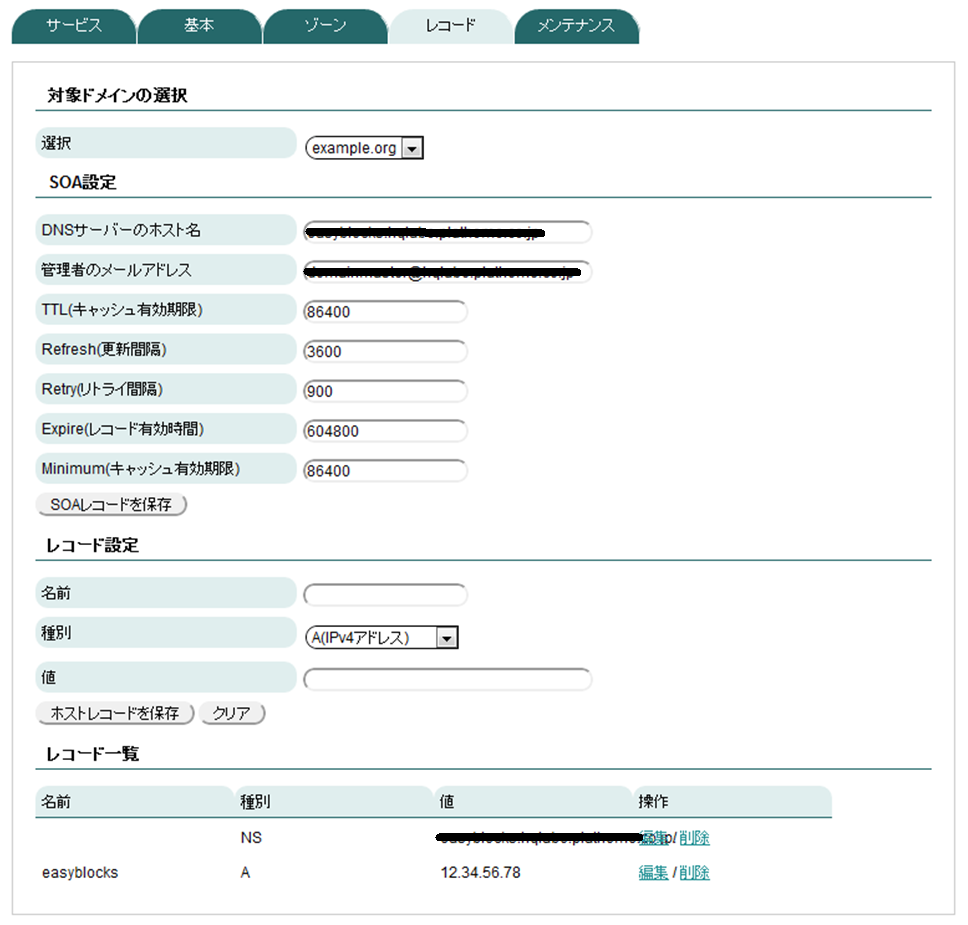 サービス 基本 ゾーン レコード メンテナンス
対象ドメインの選択
選択 example.org
SOA設定
DNSサーバーのホスト名
管理者のメールアドレス
TTL(キャッシュ有効期限) 86400
Refresh(更新間隔) 3600
Retry(リトライ間隔) 900
Expire(レコード有効時間) 604800
Minimum(キャッシュ有効期限) 86400
SOAレコードを保存
レコード設定
名前
種別 A(IPv4アドレス)
値
ホストレコードを保存 クリア
レコード一覧
名前 種別 値 操作
NS 編集 / 削除
easyblocks A 12.34.56.78 編集 / 削除